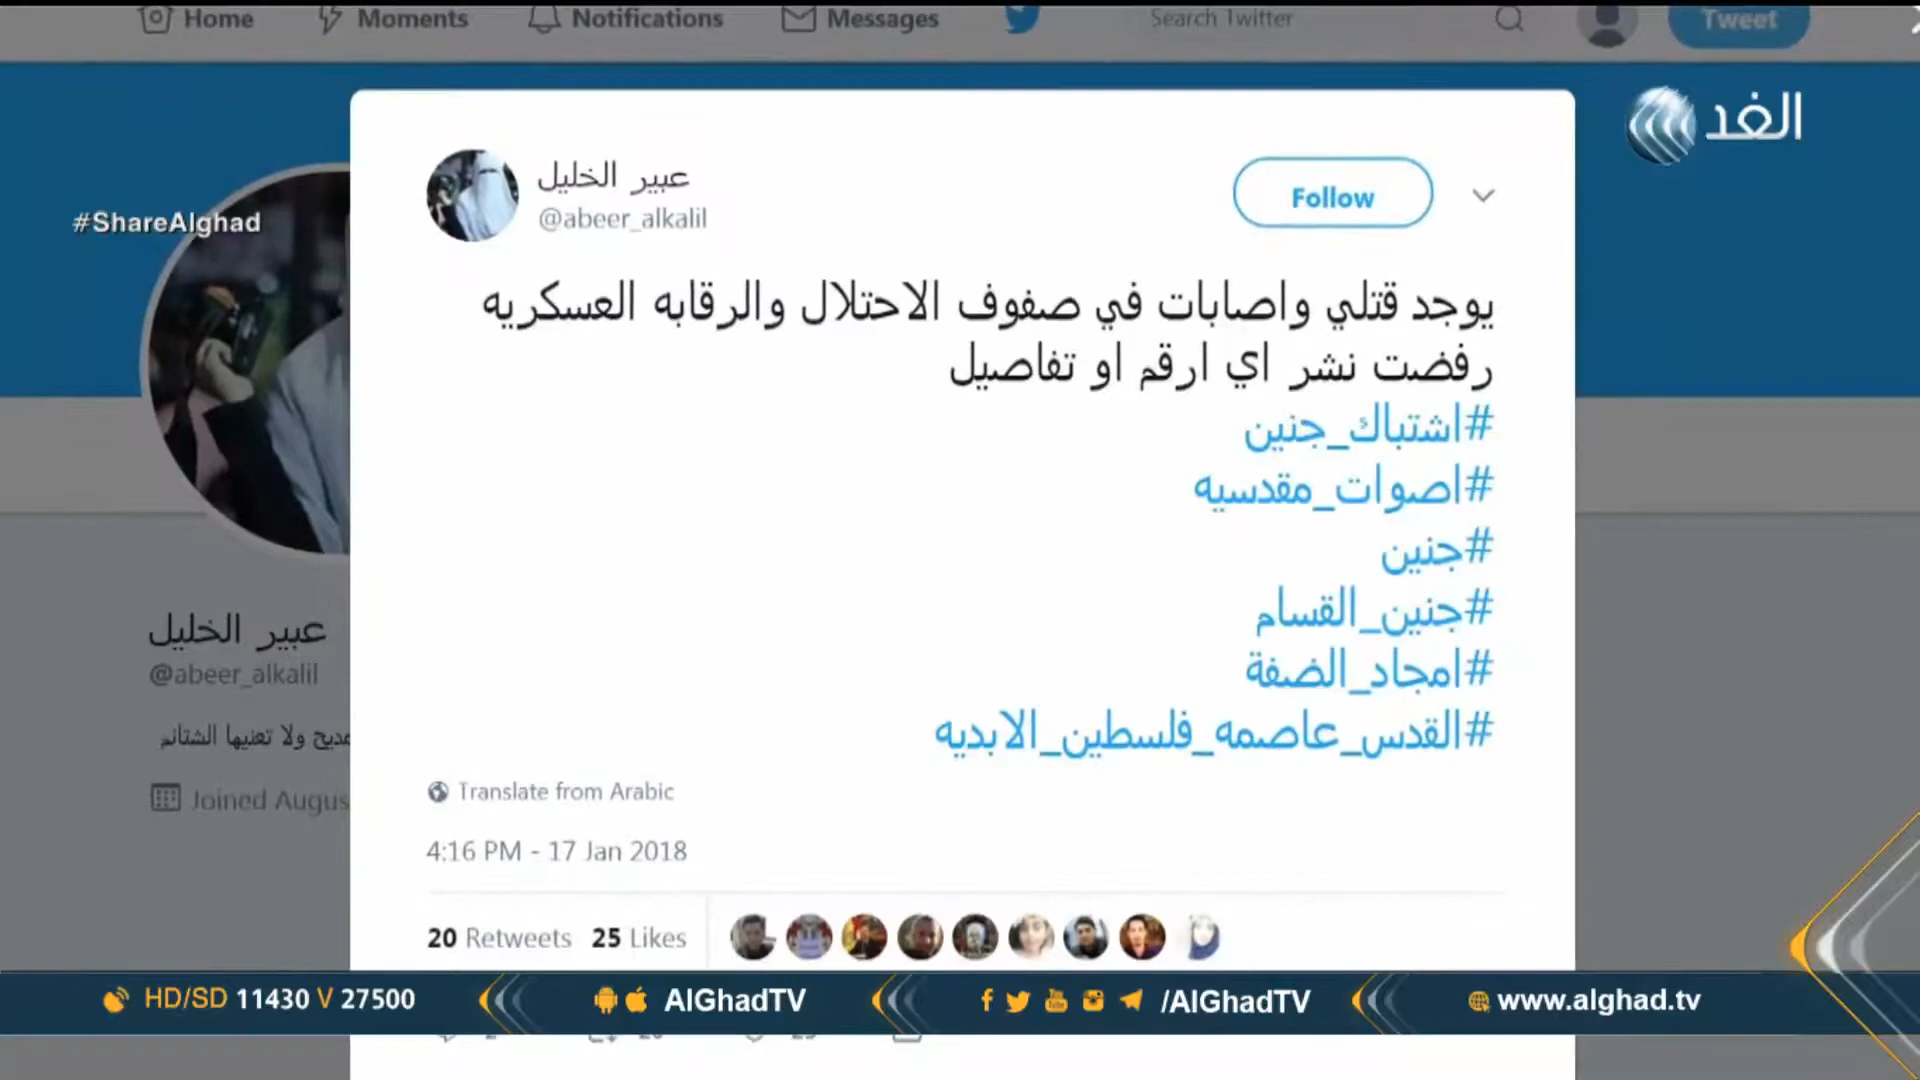 Home
Moments
Notifications
Messages
Search Twitter
Tweet
الغد
#ShareAlghad
عبير الخليل
@abeer_alkalil
Follow
يوجد قتلي واصابات في صفوف الاحتلال والرقابه العسكريه
رفضت نشر اي ارقم او تفاصيل
#اشتباك_جنين
#اصوات_مقدسيه
#جنين
#جنين_القسام
#امجاد_الضفة
#القدس_عاصمه_فلسطين_الابديه
Translate from Arabic
4:16 PM - 17 Jan 2018
20 Retweets 25 Likes
عبير الخليل
@abeer_alkalil
ولا تعنيها الشتائم
Joined
HD/SD 11430 V 27500
AlGhadTV
/AlGhadTV
www.alghad.tv